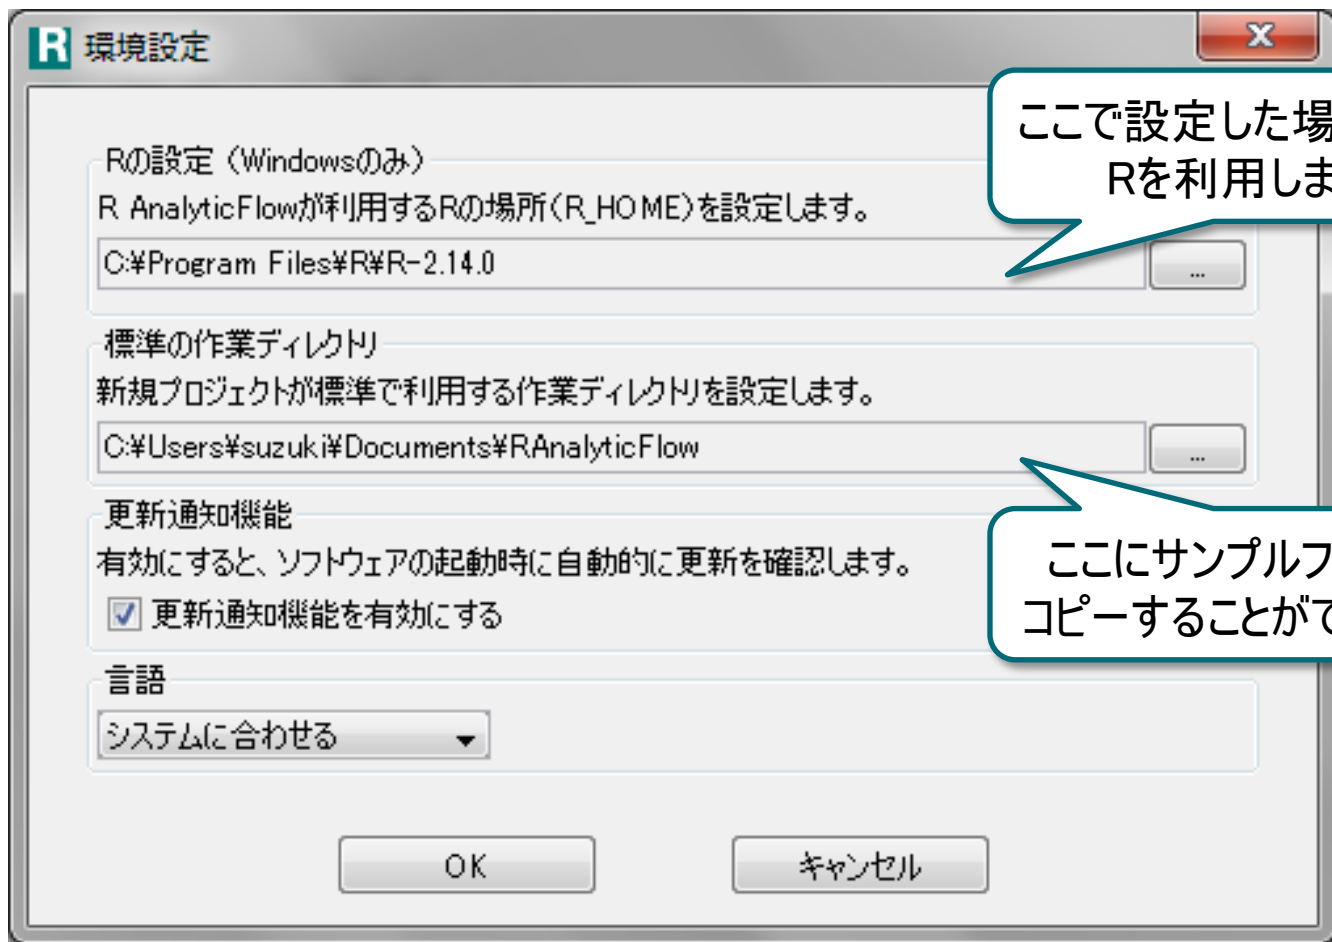 R 環境設定
ここで設定した場
Rを利用しま
Rの設定（Windowsのみ）
R AnalyticFlowが利用するRの場所(R_HOME)を設定します。
C:¥Program Files¥R¥R-2.14.0
...
標準の作業ディレクトリ
新規プロジェクトが標準で利用する作業ディレクトリを設定します。
C:¥Users¥suzuki¥Documents¥RAnalyticFlow
...
更新通知機能
有効にすると、ソフトウェアの起動時に自動的に更新を確認します。
更新通知機能を有効にする
ここにサンプルフ
コピーすることがで
言語
システムに合わせる
OK
キャンセル